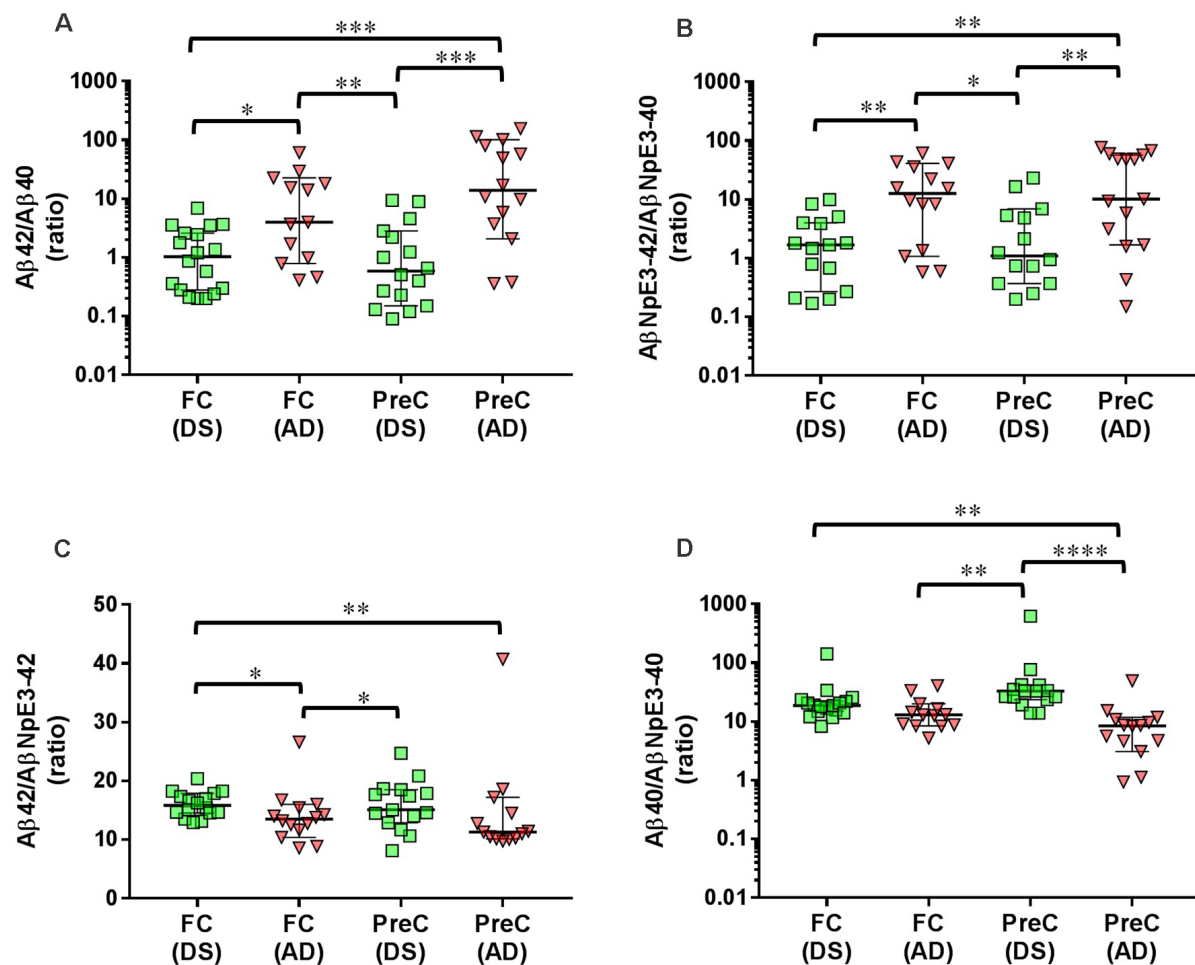 A
***
***
**
*
Aβ42/Aβ40
(ratio)
1000
100
10
1
0.1
0.01
FC
(DS)
FC
(AD)
PreC
(DS)
PreC
(AD)
B
**
**
*
**
AβNpE3-42/AβNpE3-40
(ratio)
1000
100
10
1
0.1
0.01
FC
(DS)
FC
(AD)
PreC
(DS)
PreC
(AD)
C
**
*
*
Aβ42/AβNpE3-42
(ratio)
50
40
30
20
10
0
FC
(DS)
FC
(AD)
PreC
(DS)
PreC
(AD)
D
**
****
**
Aβ40/AβNpE3-40
(ratio)
1000
100
10
1
0.1
0.01
FC
(DS)
FC
(AD)
PreC
(DS)
PreC
(AD)